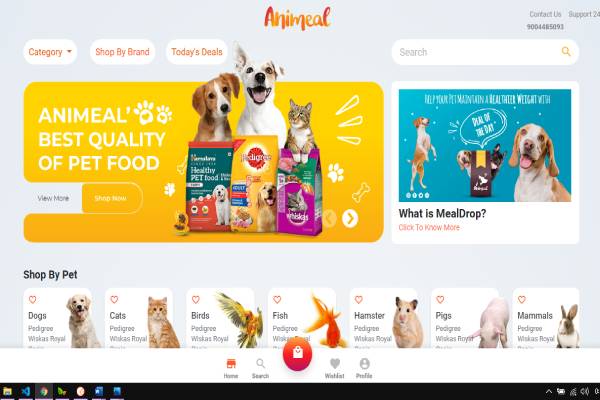 Animeal
Contact Us Support 24
9004485093
Category
Shop By Brand
Today's Deals
Search
ANIMEAL'
BEST QUALITY
OF PET FOOD
View More
Shop Now
Himalaya
Healthy
PET food
Pedigree
ADULT
whiskas
HELP YOUR PET MAINTAIN A HEALTHIER WEIGHT WITH
DEAL OF
THE DAY
What is MealDrop?
Click To Know More
Shop By Pet
Dogs
Pedigree
Wiskas Royal
Cats
Pedigree
Wiskas Royal
Birds
Pedigree
Wiskas Royal
Fish
Pedigree
Wiskas Royal
Hamster
Pedigree
Wiskas Royal
Pigs
Pedigree
Wiskas Royal
Mammals
Pedigree
Wiskas Royal
Home
Search
Wishlist
Profile